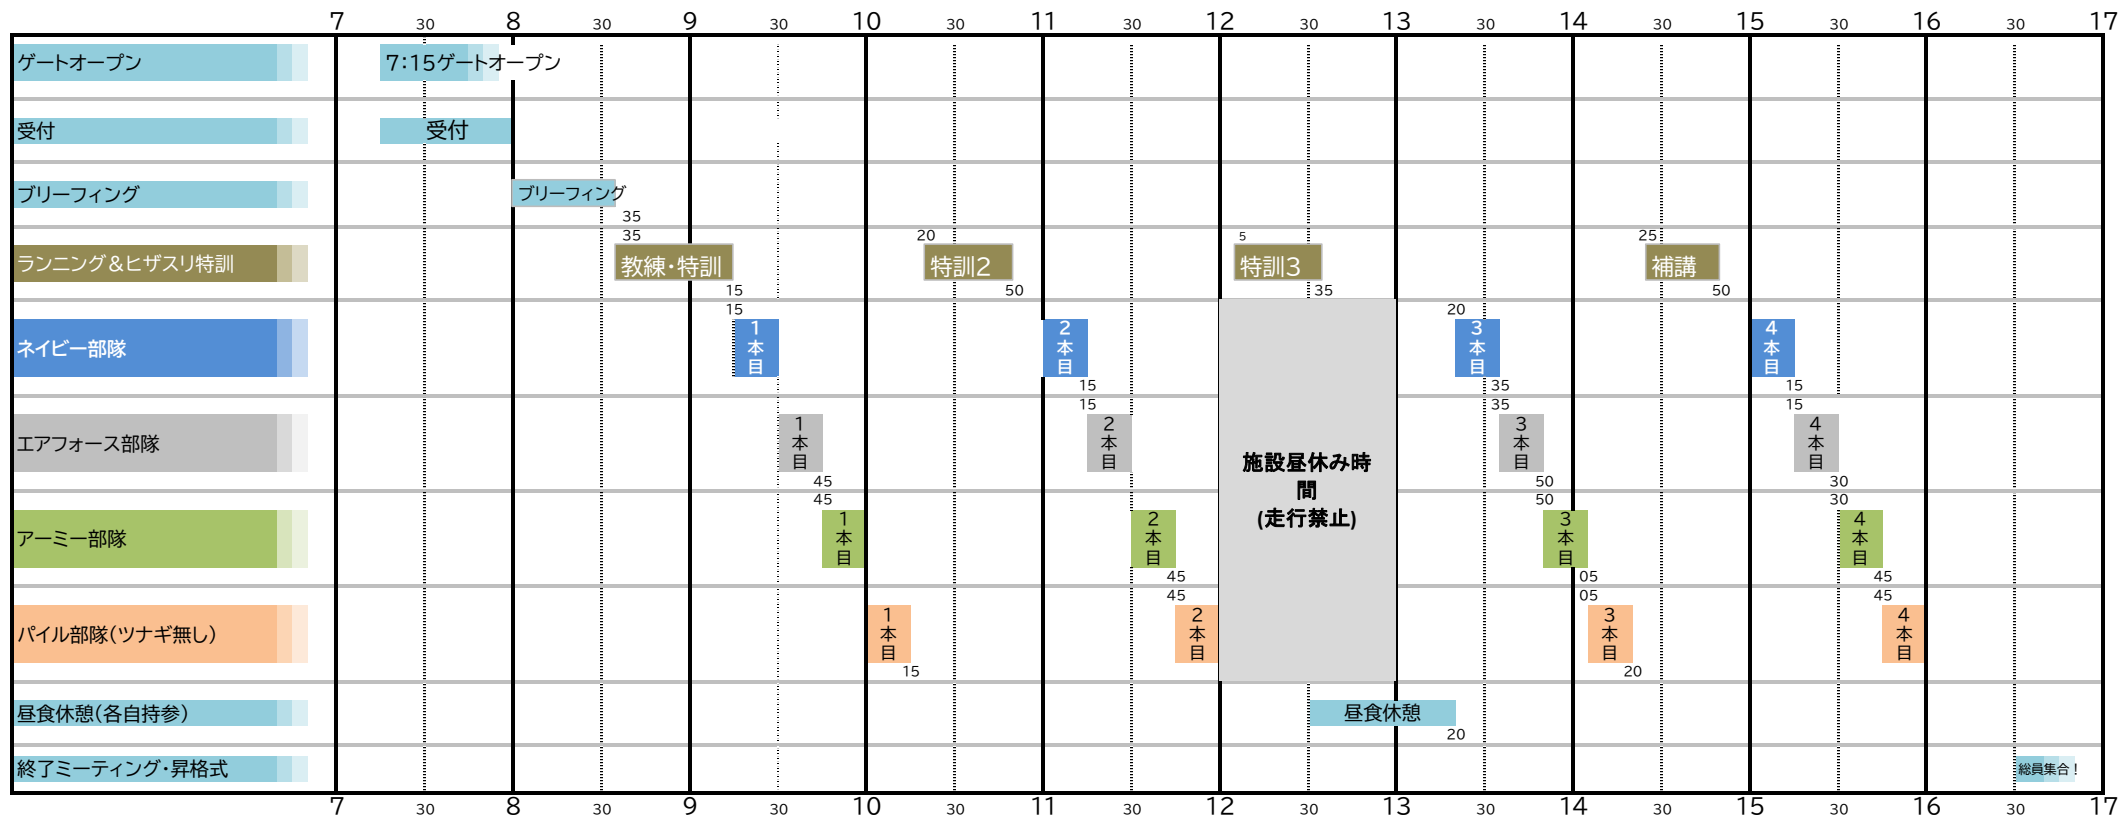 7 30 8 30 9 30 10 30 11 30 12 30 13 30 14 30 15 30 16 30 17
ゲートオープン 7:15ゲートオープン
受付 受付
ブリーフィング ブリーフィング
35
35 20 5 25
ランニング＆ヒザスリ特訓 教練・特訓 特訓2 特訓3 補講
15 50 35 50
15 20
ネイビー部隊 1本目 2本目 3本目 4本目
15 35 15
15 35 15
エアフォース部隊 1本目 2本目 3本目 4本目
45 50 30
45 50 30
施設昼休み時
間
(走行禁止)
アーミー部隊 1本目 2本目 3本目 4本目
45 05 45
45 05 45
パイル部隊(ツナギ無し) 1本目 2本目 3本目 4本目
15 20
昼食休憩(各自持参) 昼食休憩
20
終了ミーティング・昇格式 総員集合！
7 30 8 30 9 30 10 30 11 30 12 30 13 30 14 30 15 30 16 30 17